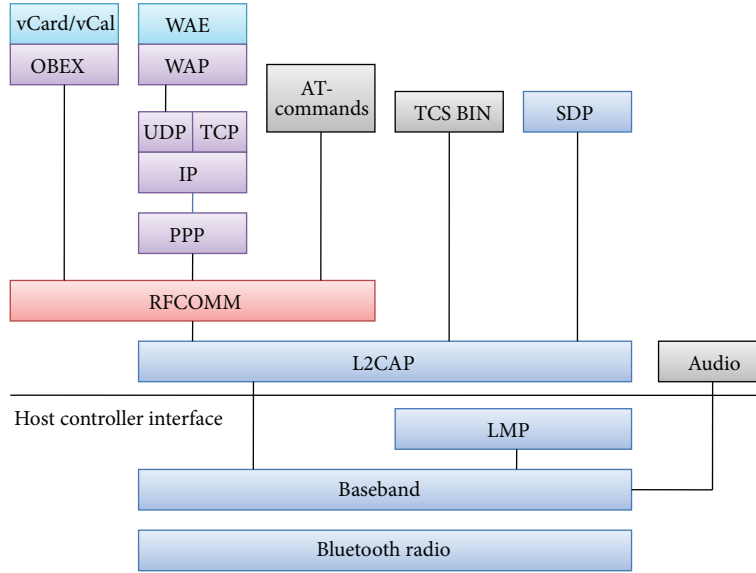 vCard/vCal
WAE
OBEX
WAP
AT-
commands
UDP
TCP
TCS BIN
SDP
IP
PPP
RFCOMM
L2CAP
Audio
Host controller interface
LMP
Baseband
Bluetooth radio